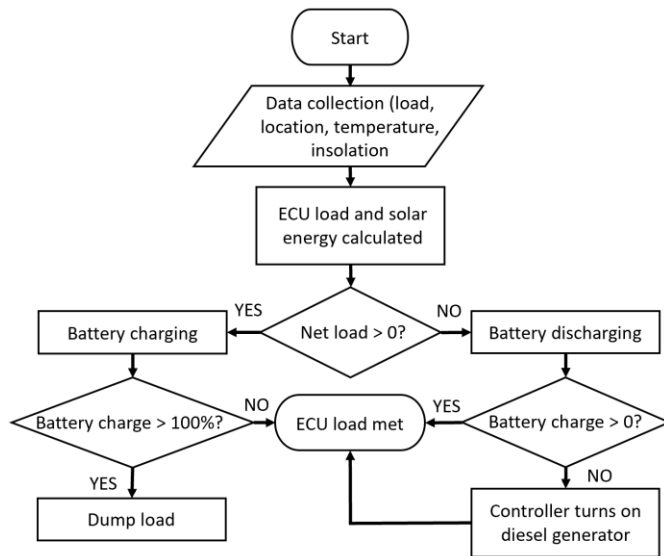 Start
Data collection (load,
location, temperature,
insolation
ECU load and solar
energy calculated
YES
Net load > 0?
NO
Battery charging
Battery discharging
Battery charge > 100%?
NO
ECU load met
YES
Battery charge > 0?
YES
NO
Dump load
Controller turns on
diesel generator